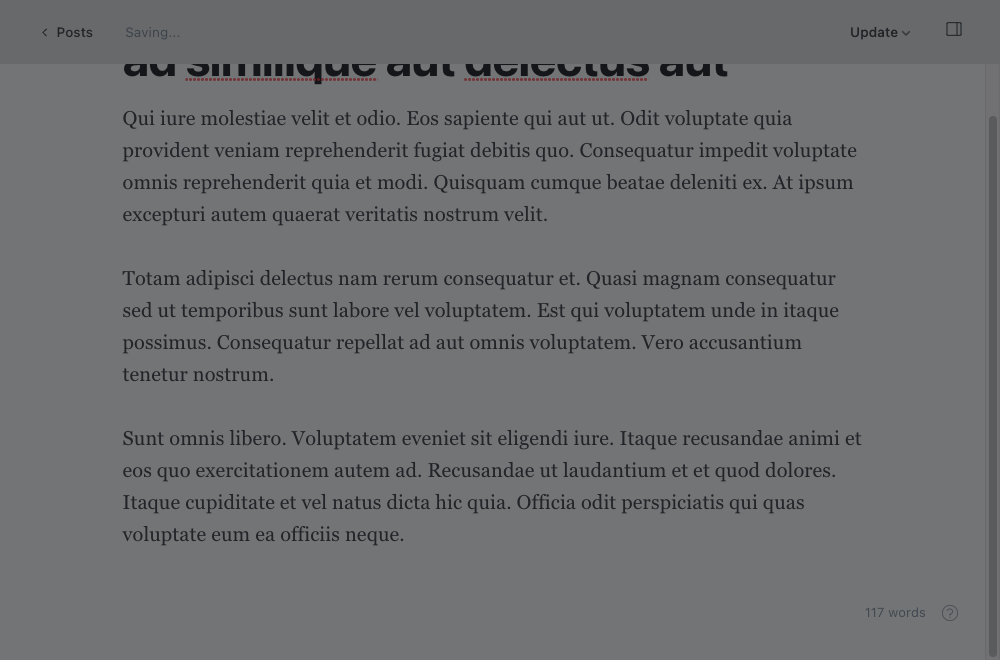 Posts
Saving...
Update
ad similique aut delectus aut
Qui iure molestiae velit et odio. Eos sapiente qui aut ut. Odit voluptate quia
provident veniam reprehenderit fugiat debitis quo. Consequatur impedit voluptate
omnis reprehenderit quia et modi. Quisquam cumque beatae deleniti ex. At ipsum
excepturi autem quaerat veritatis nostrum velit.
Totam adipisci delectus nam rerum consequatur et. Quasi magnam consequatur
sed ut temporibus sunt labore vel voluptatem. Est qui voluptatem unde in itaque
possimus. Consequatur repellat ad aut omnis voluptatem. Vero accusantium
tenetur nostrum.
Sunt omnis libero. Voluptatem eveniet sit eligendi iure. Itaque recusandae animi et
eos quo exercitationem autem ad. Recusandae ut laudantium et et quod dolores.
Itaque cupiditate et vel natus dicta hic quia. Officia odit perspiciatis qui quas
voluptate eum ea officiis neque.
117 words
?